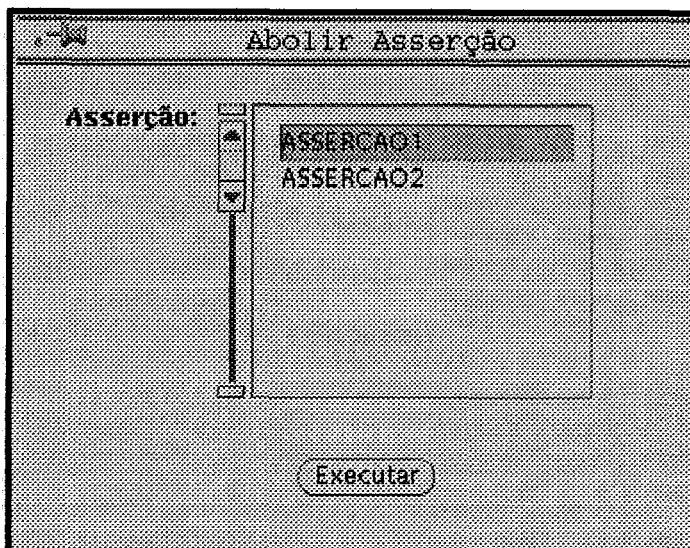 Abolir Asserção
Asserção:
ASSERCAO1
ASSERCAO2
Executar